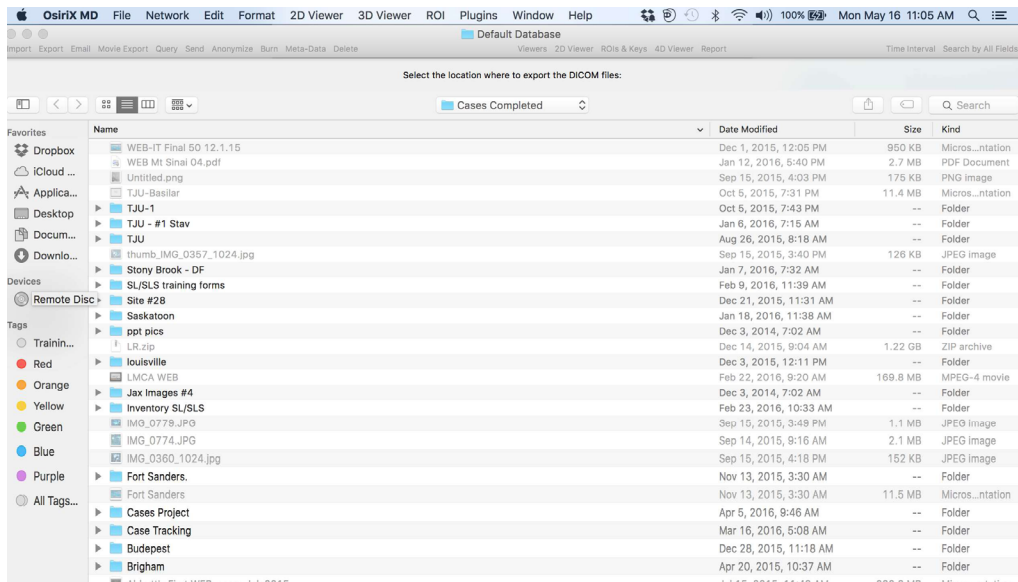 OsiriX MD File Network Edit Format 2D Viewer 3D Viewer ROI Plugins Window Help 100% Mon May 16 11:05 AM
Default Database
Import Export Email Movie Export Query Send Anonymize Burn Meta-Data Delete Viewers 2D Viewer ROIs & Keys 4D Viewer Report Time Interval Search by All Fields
Select the location where to export the DICOM files:
Cases Completed Search
Favorites Name Date Modified Size Kind
WEB-IT Final 50 12.1.15 Dec 1, 2015, 12:05 PM 950 KB Micros...ntation
Dropbox
WEB Mt Sinai 04.pdf Jan 12, 2016, 5:40 PM 2.7 MB PDF Document
iCloud ...
Untitled.png Sep 15, 2015, 4:03 PM 175 KB PNG image
Applica...
TJU-Basilar Oct 5, 2015, 7:31 PM 11.4 MB Micros...ntation
TJU-1 Oct 5, 2015, 7:43 PM -- Folder
Desktop
TJU - #1 Stav Jan 6, 2016, 7:15 AM -- Folder
Docum...
TJU Aug 26, 2015, 8:18 AM -- Folder
Downlo...
thumb_IMG_0357_1024.jpg Sep 15, 2015, 3:40 PM 126 KB JPEG image
Stony Brook - DF Jan 7, 2016, 7:32 AM -- Folder
Devices
SL/SLS training forms Feb 9, 2016, 11:39 AM -- Folder
Remote Disc Site #28 Dec 21, 2015, 11:31 AM -- Folder
Saskatoon Jan 18, 2016, 11:38 AM -- Folder
Tags
ppt pics Dec 3, 2014, 7:02 AM -- Folder
Trainin...
LR.zip Dec 14, 2015, 9:04 AM 1.22 GB ZIP archive
Red louisville Dec 3, 2015, 12:11 PM -- Folder
LMCA WEB Feb 22, 2016, 9:20 AM 169.8 MB MPEG-4 movie
Orange
Jax Images #4 Dec 3, 2014, 7:02 AM -- Folder
Yellow Inventory SL/SLS Feb 23, 2016, 10:33 AM -- Folder
Green IMG_0778.JPG Sep 15, 2015, 3:49 PM 1.1 MB JPEG image
IMG_0774.JPG Sep 14, 2015, 9:16 AM 2.1 MB JPEG image
Blue
IMG_0360_1024.jpg Sep 15, 2015, 4:18 PM 152 KB JPEG image
Purple Fort Sanders. Nov 13, 2015, 3:30 AM -- Folder
Fort Sanders Nov 13, 2015, 3:30 AM 11.5 MB Micros...ntation
All Tags...
Cases Project Apr 5, 2016, 9:46 AM -- Folder
Case Tracking Mar 16, 2016, 5:08 AM -- Folder
Budepest Dec 28, 2015, 11:18 AM -- Folder
Brigham Apr 20, 2015, 10:37 AM -- Folder